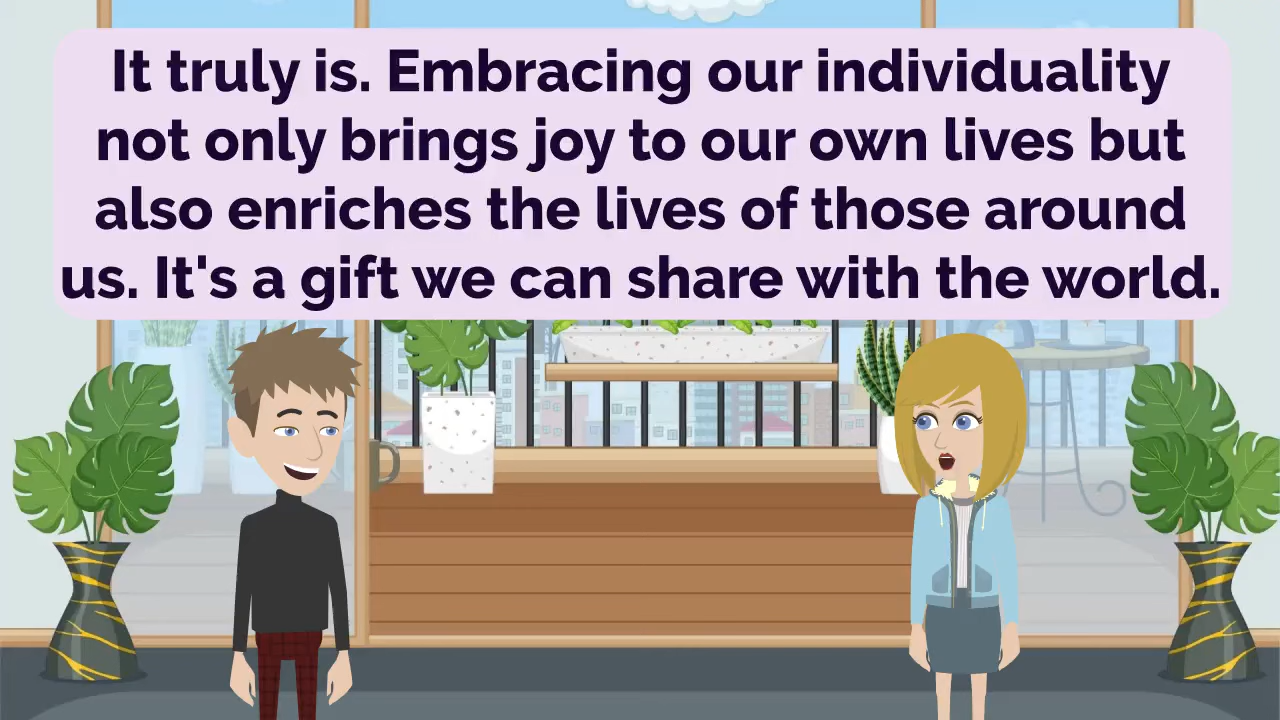 It truly is. Embracing our individuality
not only brings joy to our own lives but
also enriches the lives of those around
us. It's a gift we can share with the world.